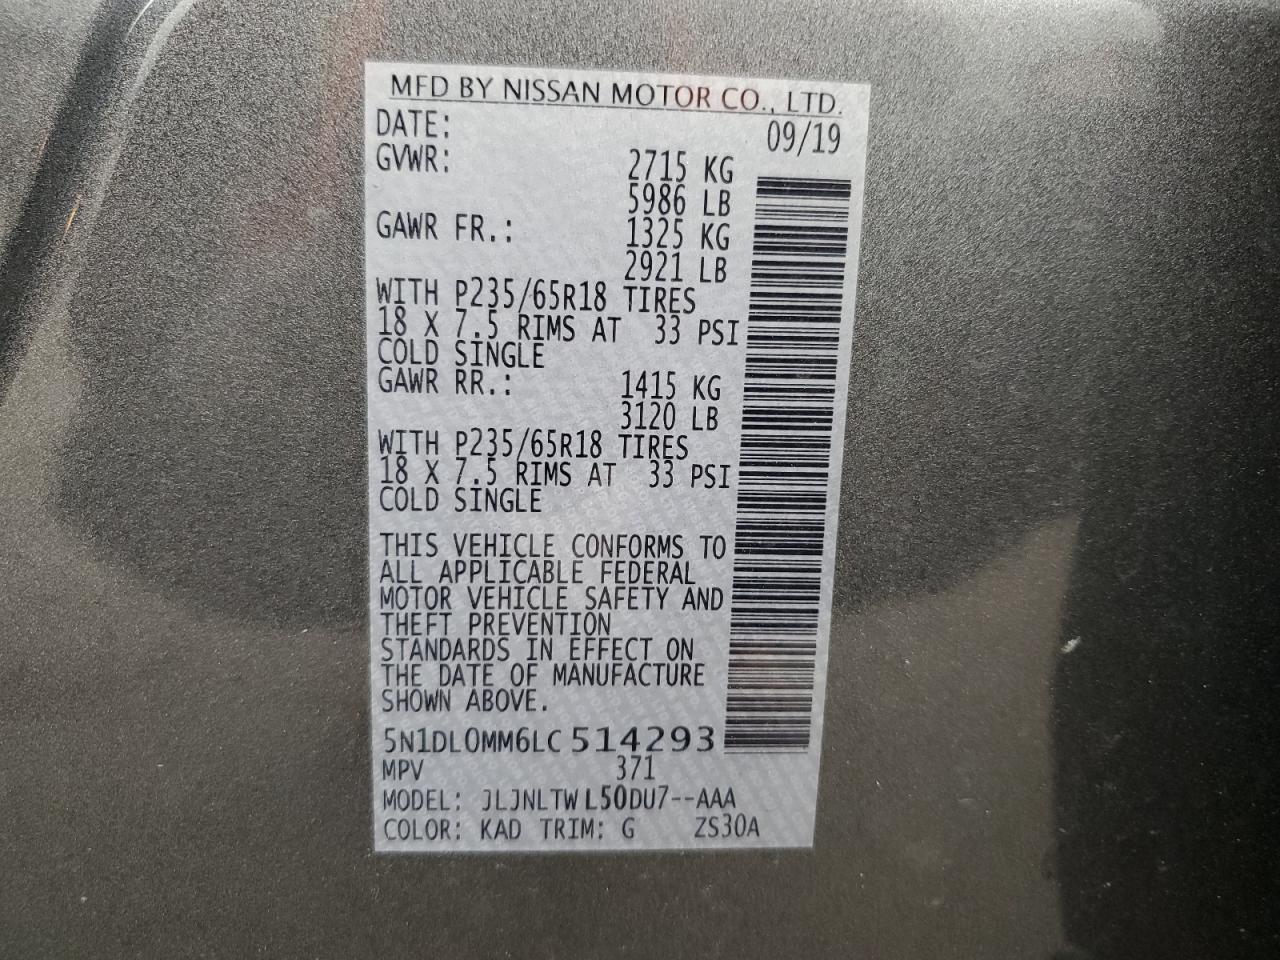 MFD BY NISSAN MOTOR CO., LTD.
DATE: 09/19
GVWR: 2715 KG
5986 LB
GAWR FR.: 1325 KG
2921 LB
WITH P235/65R18 TIRES
18 X 7.5 RIMS AT 33 PSI
COLD SINGLE
GAWR RR.: 1415 KG
3120 LB
WITH P235/65R18 TIRES
18 X 7.5 RIMS AT 33 PSI
COLD SINGLE
THIS VEHICLE CONFORMS TO
ALL APPLICABLE FEDERAL
MOTOR VEHICLE SAFETY AND
THEFT PREVENTION
STANDARDS IN EFFECT ON
THE DATE OF MANUFACTURE
SHOWN ABOVE.
5N1DL0MM6LC 514293
MPV 371
MODEL: JLJNLTWL50DU7--AAA
COLOR: KAD TRIM: G ZS30A